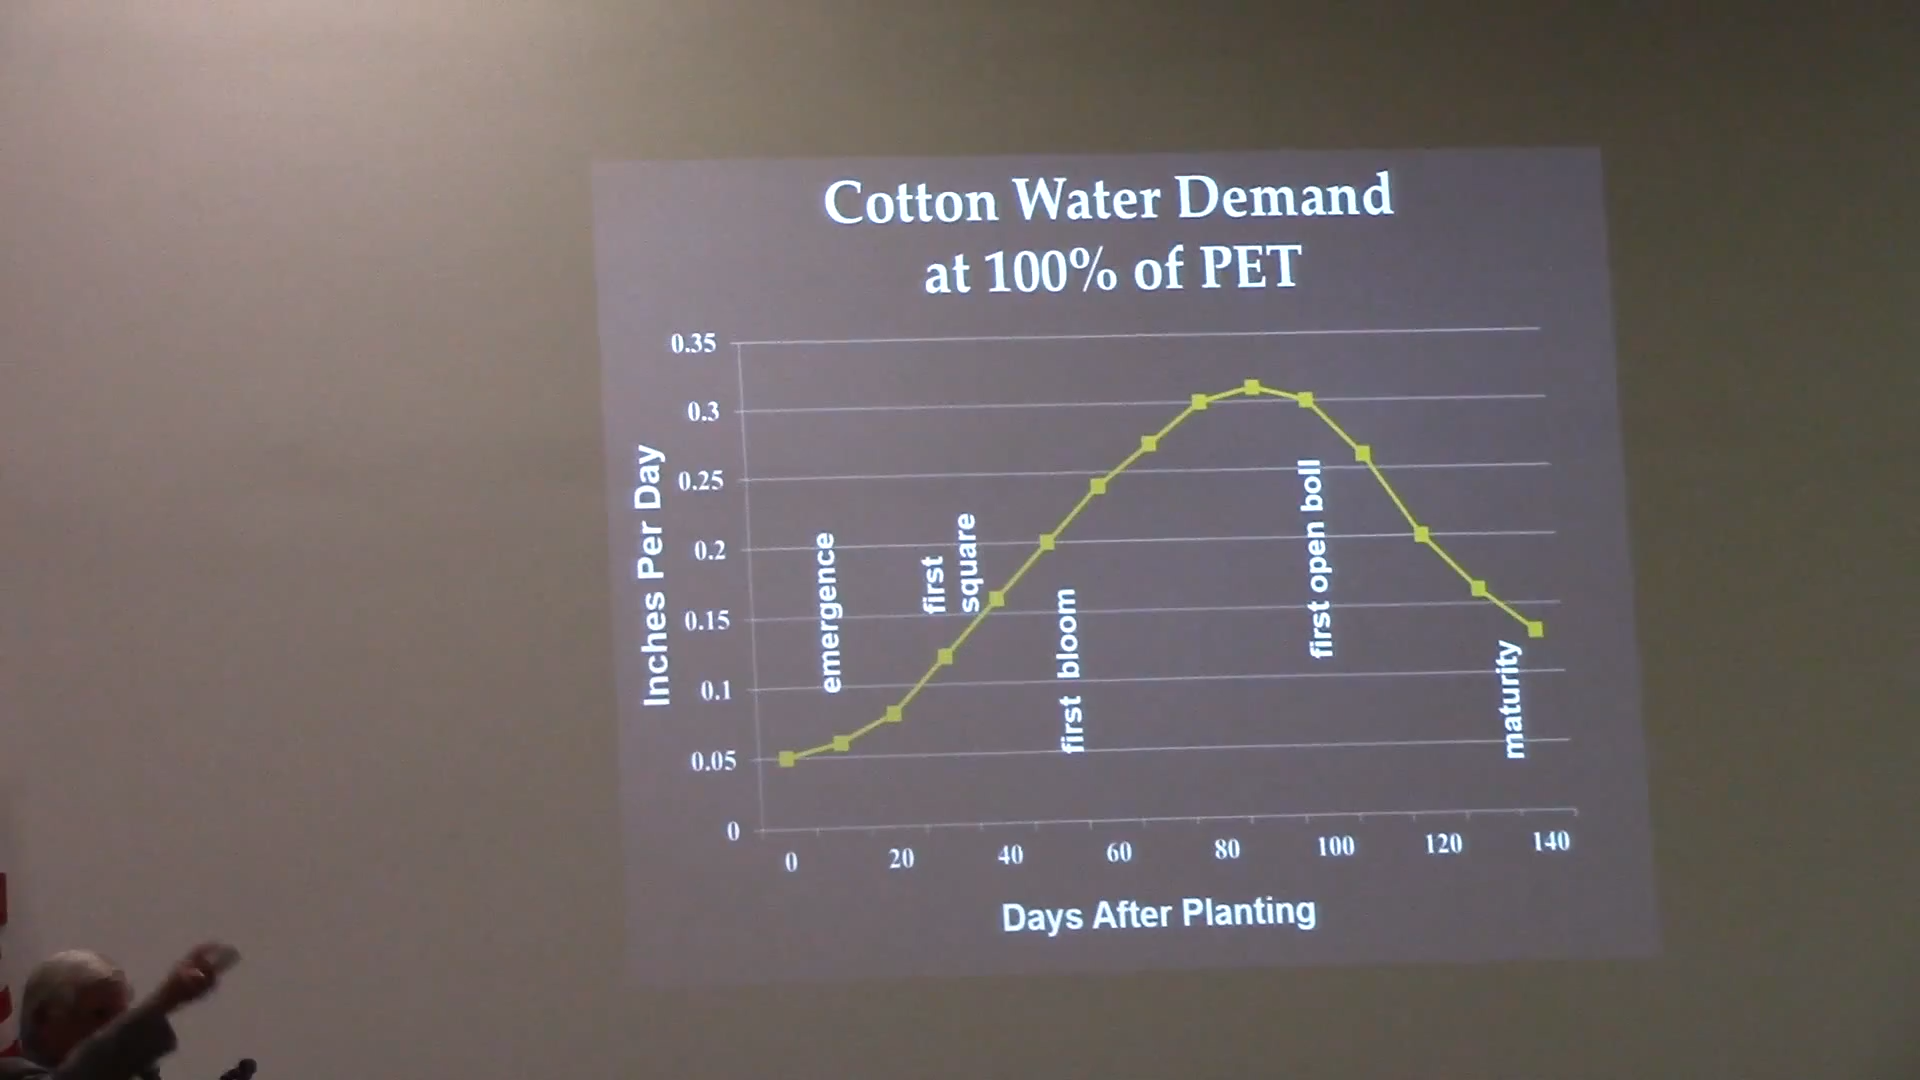 Cotton Water Demand
at 100% of PET
0.35
0.3
0.25
0.2
0.15
0.1
0.05
0
Inches Per Day
emergence
first
square
first bloom
first open boll
maturity
0 20 40 60 80 100 120 140
Days After Planting